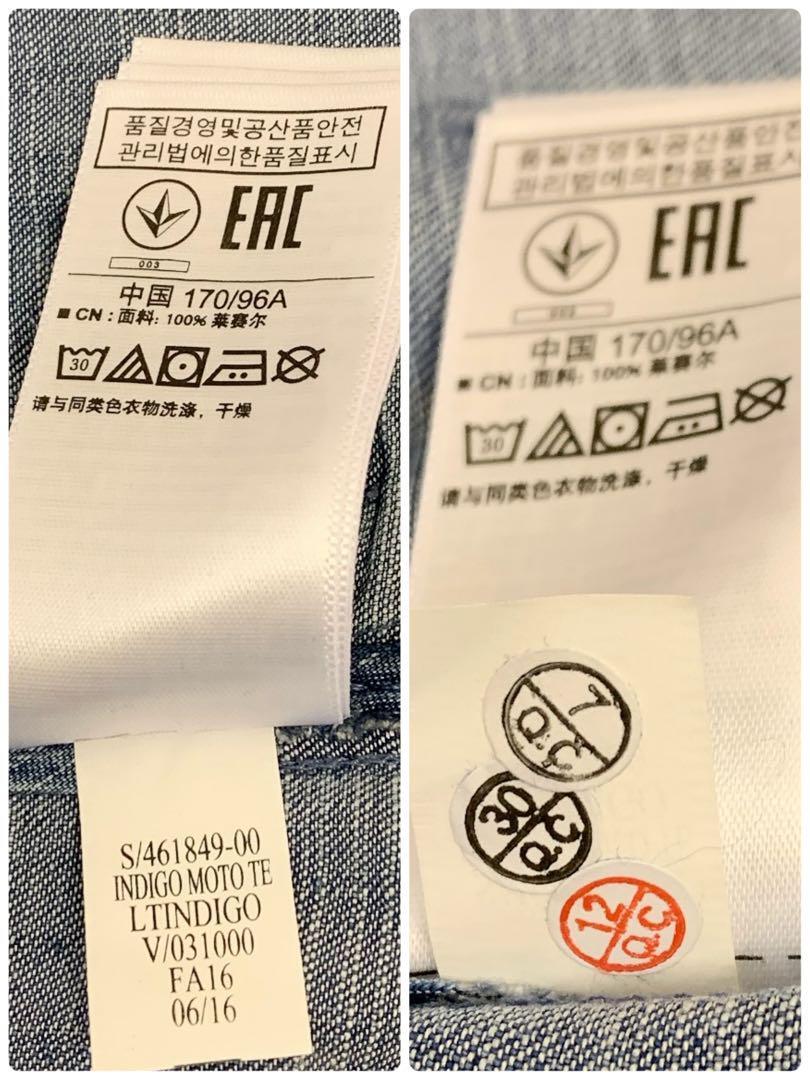 품질경영및공산품안전
관리법에의한품질표시
EAC
003
中国 170/96A
■ CN : 面料: 100% 莱赛尔
30
请与同类色衣物洗涤，干燥
S/461849-00
INDIGO MOTO TE
LTINDIGO
V/031000
FA16
06/16
품질경영및공산품안전
관리법에의한품질표시
EAC
003
中国 170/96A
■ CN : 面料: 100% 莱赛尔
30
请与同类色衣物洗涤，干燥
7
Q.C
30
Q.C
12
Q.C